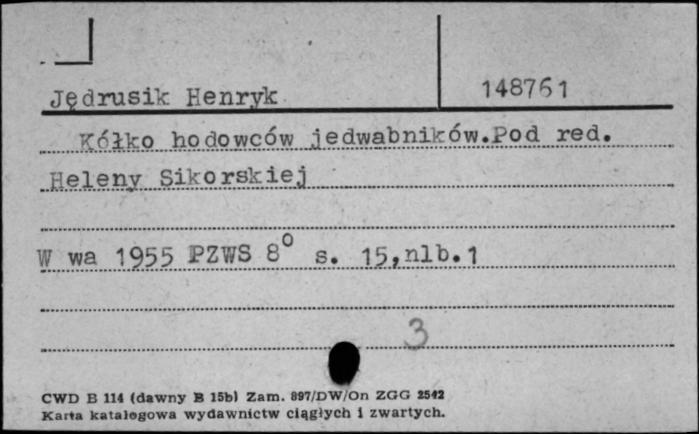 Jędrusik Henryk 148761
Kółko hodowców jedwabników.Pod red.
Heleny Sikorskiej
W wa 1955 PZWS 8° s. 15,nlb.1
3
CWD B 114 (dawny B 15b) Zam. 897/DW/On ZGG 2542
Karta katalogowa wydawnictw ciągłych i zwartych.